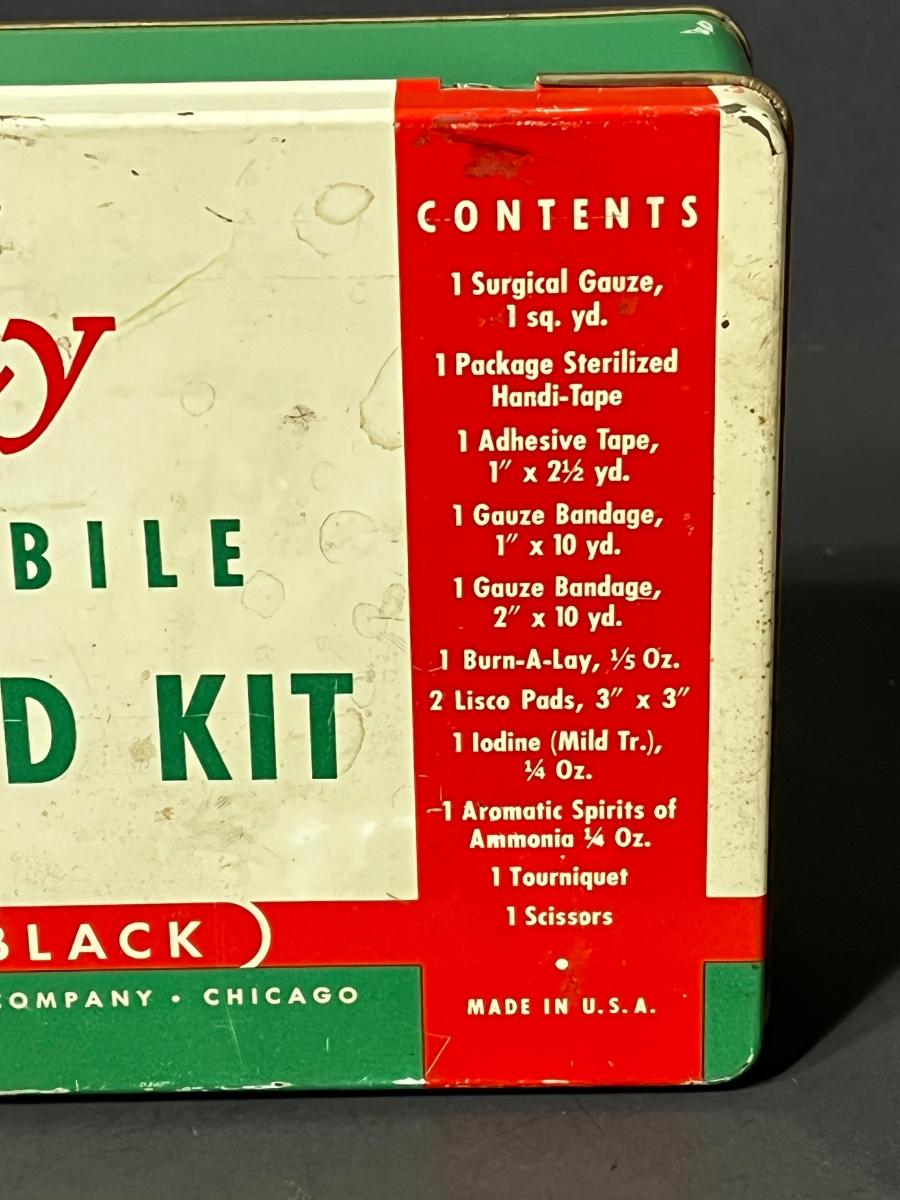 y
BILE
D KIT
BLACK
COMPANY • CHICAGO
CONTENTS
1 Surgical Gauze,
1 sq. yd.
1 Package Sterilized
Handi-Tape
1 Adhesive Tape,
1" x 2½ yd.
1 Gauze Bandage,
1" x 10 yd.
1 Gauze Bandage,
2" x 10 yd.
1 Burn-A-Lay, ⅕ Oz.
2 Lisco Pads, 3" x 3"
1 Iodine (Mild Tr.),
¼ Oz.
1 Aromatic Spirits of
Ammonia ¼ Oz.
1 Tourniquet
1 Scissors
•
MADE IN U.S.A.